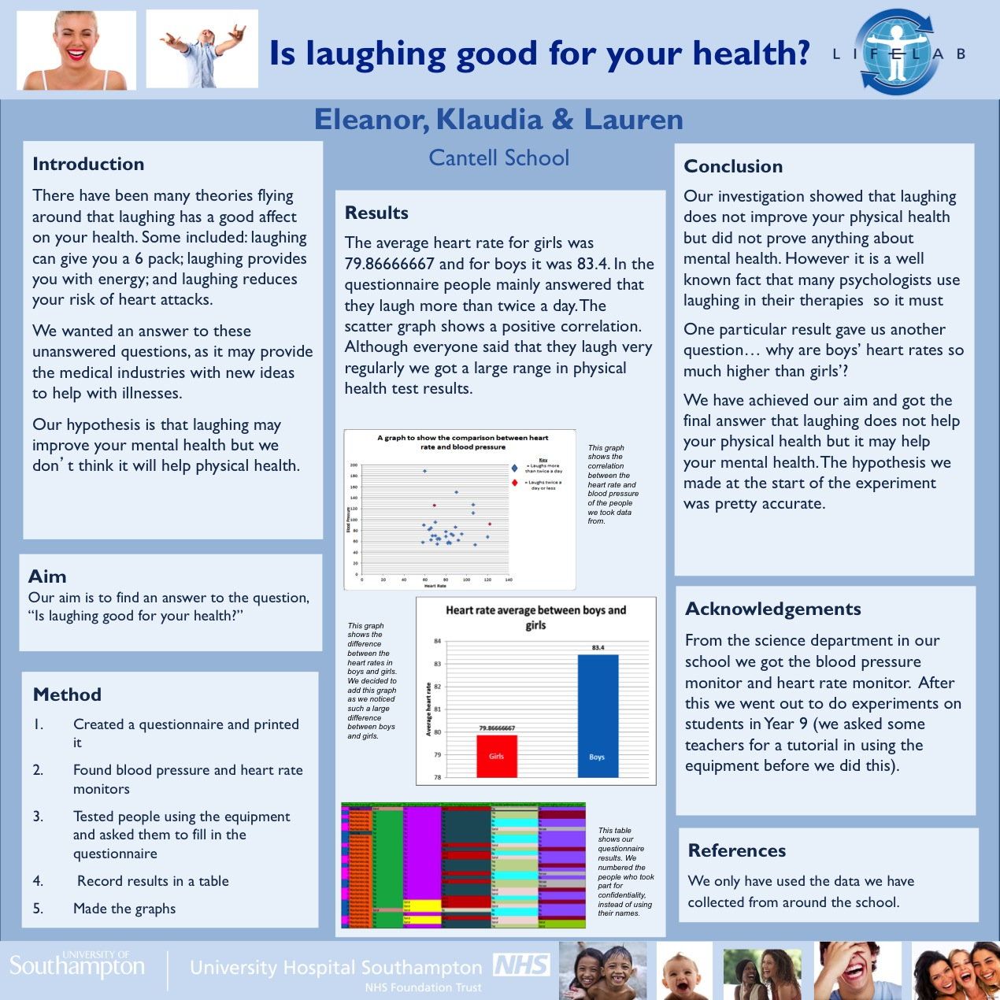 Is laughing good for your health?
L I F E L A B
Eleanor, Klaudia & Lauren
Cantell School
Introduction
There have been many theories flying
around that laughing has a good affect
on your health. Some included: laughing
can give you a 6 pack; laughing provides
you with energy; and laughing reduces
your risk of heart attacks.
We wanted an answer to these
unanswered questions, as it may provide
the medical industries with new ideas
to help with illnesses.
Our hypothesis is that laughing may
improve your mental health but we
don’t think it will help physical health.
Aim
Our aim is to find an answer to the question,
“Is laughing good for your health?”
Method
1. Created a questionnaire and printed
it
2. Found blood pressure and heart rate
monitors
3. Tested people using the equipment
and asked them to fill in the
questionnaire
4. Record results in a table
5. Made the graphs
Results
The average heart rate for girls was
79.86666667 and for boys it was 83.4. In the
questionnaire people mainly answered that
they laugh more than twice a day. The
scatter graph shows a positive correlation.
Although everyone said that they laugh very
regularly we got a large range in physical
health test results.
A graph to show the comparison between heart
rate and blood pressure
Key
= Laughs more
than twice a day
= Laughs twice a
day or less
Blood Pressure
200
180
160
140
120
100
80
60
40
20
0
0 20 40 60 80 100 120 140
Heart Rate
This graph
shows the
correlation
between the
heart rate and
blood pressure
of the people
we took data
from.
This graph
shows the
difference
between the
heart rates in
boys and girls.
We decided to
add this graph
as we noticed
such a large
difference
between boys
and girls.
Heart rate average between boys and
girls
Average heart rate
84
83
82
81
80
79
78
79.86666667
83.4
Girls
Boys
This table
shows our
questionnaire
results. We
numbered the
people who took
part for
confidentiality,
instead of using
their names.
Conclusion
Our investigation showed that laughing
does not improve your physical health
but did not prove anything about
mental health. However it is a well
known fact that many psychologists use
laughing in their therapies so it must
One particular result gave us another
question… why are boys’ heart rates so
much higher than girls’?
We have achieved our aim and got the
final answer that laughing does not help
your physical health but it may help
your mental health. The hypothesis we
made at the start of the experiment
was pretty accurate.
Acknowledgements
From the science department in our
school we got the blood pressure
monitor and heart rate monitor. After
this we went out to do experiments on
students in Year 9 (we asked some
teachers for a tutorial in using the
equipment before we did this).
References
We only have used the data we have
collected from around the school.
UNIVERSITY OF
Southampton
University Hospital Southampton NHS
NHS Foundation Trust